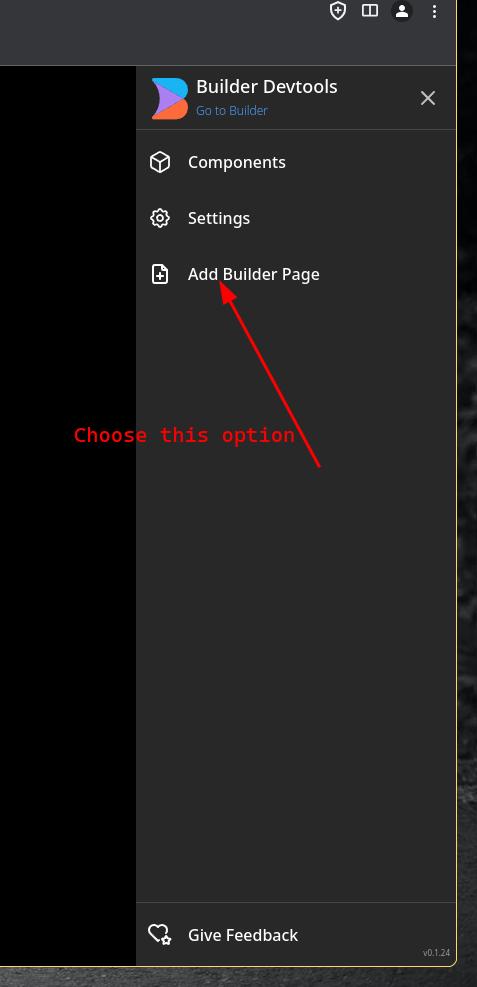 Builder Devtools
Go to Builder
Components
Settings
Add Builder Page
Choose this option
Give Feedback
v0.1.24